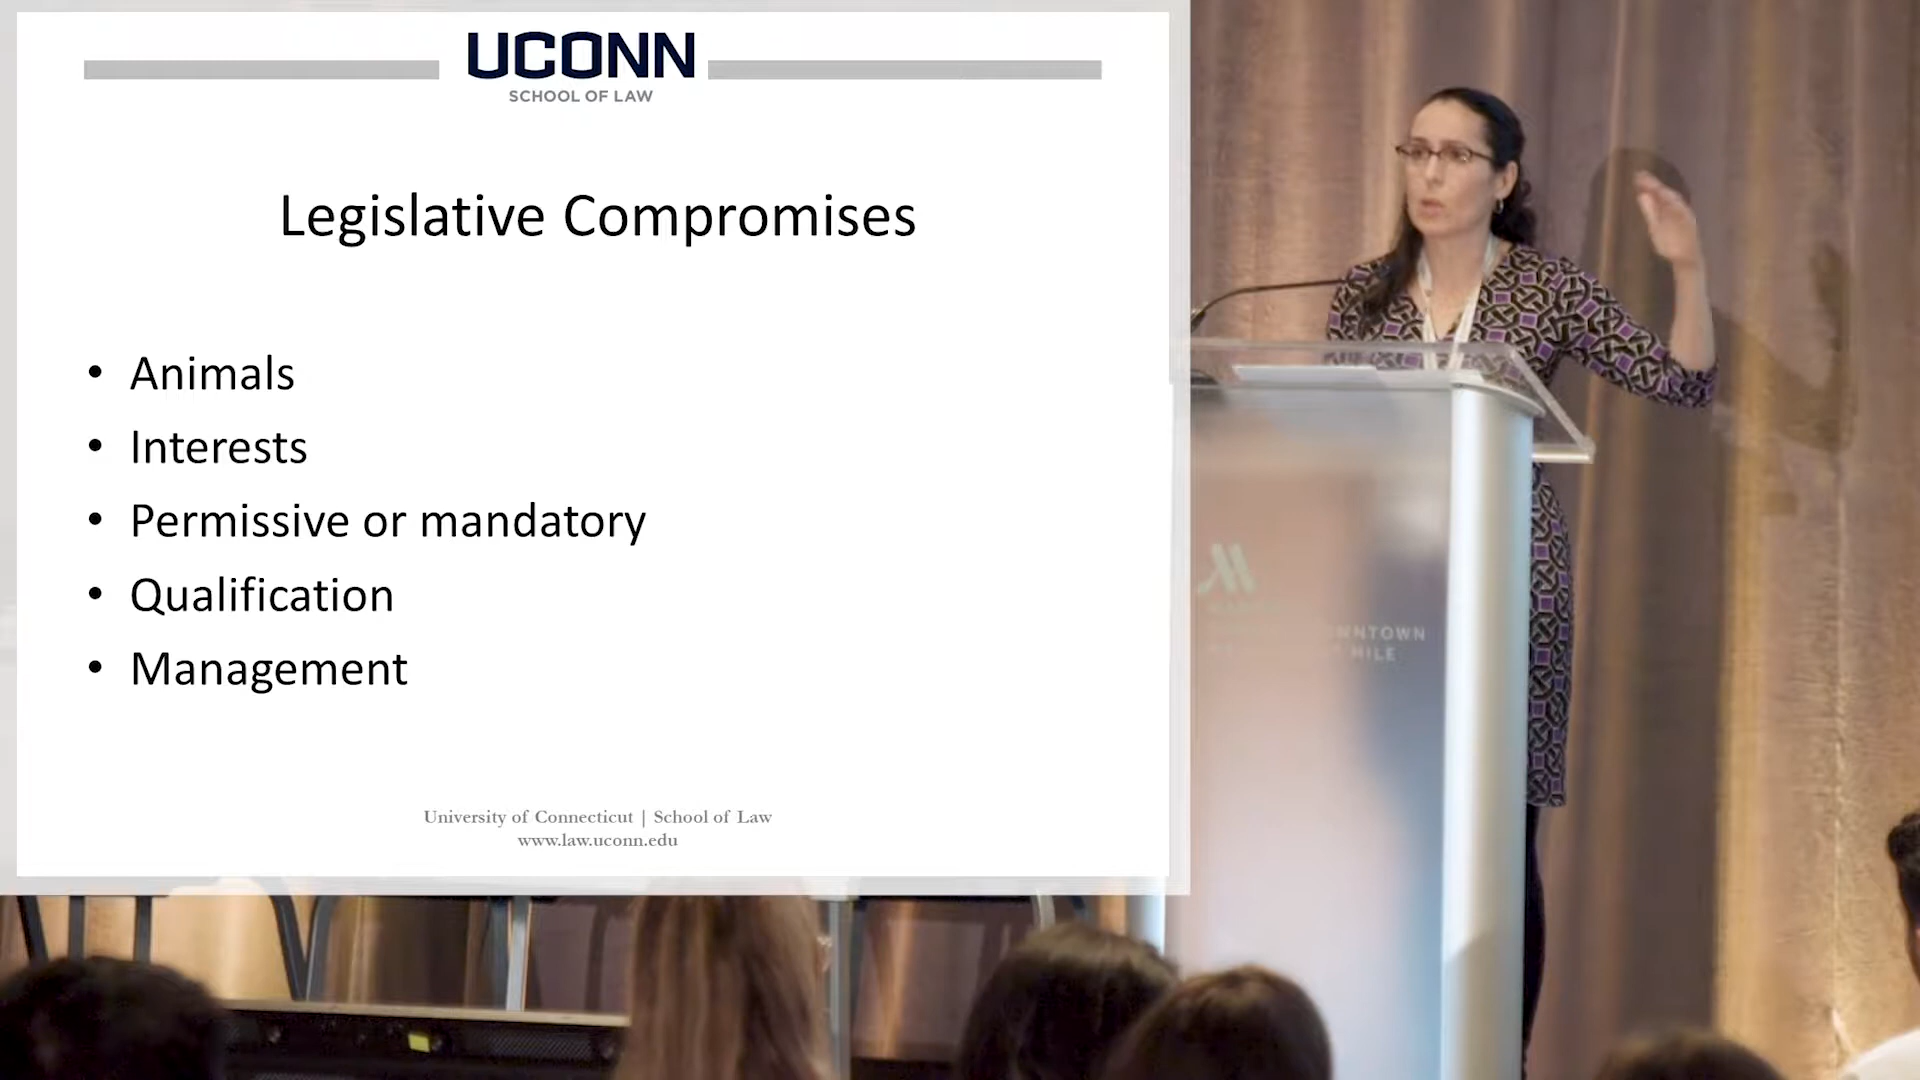 UCONN
SCHOOL OF LAW
Legislative Compromises
• Animals
• Interests
• Permissive or mandatory
• Qualification
• Management
University of Connecticut | School of Law
www.law.uconn.edu
MILE